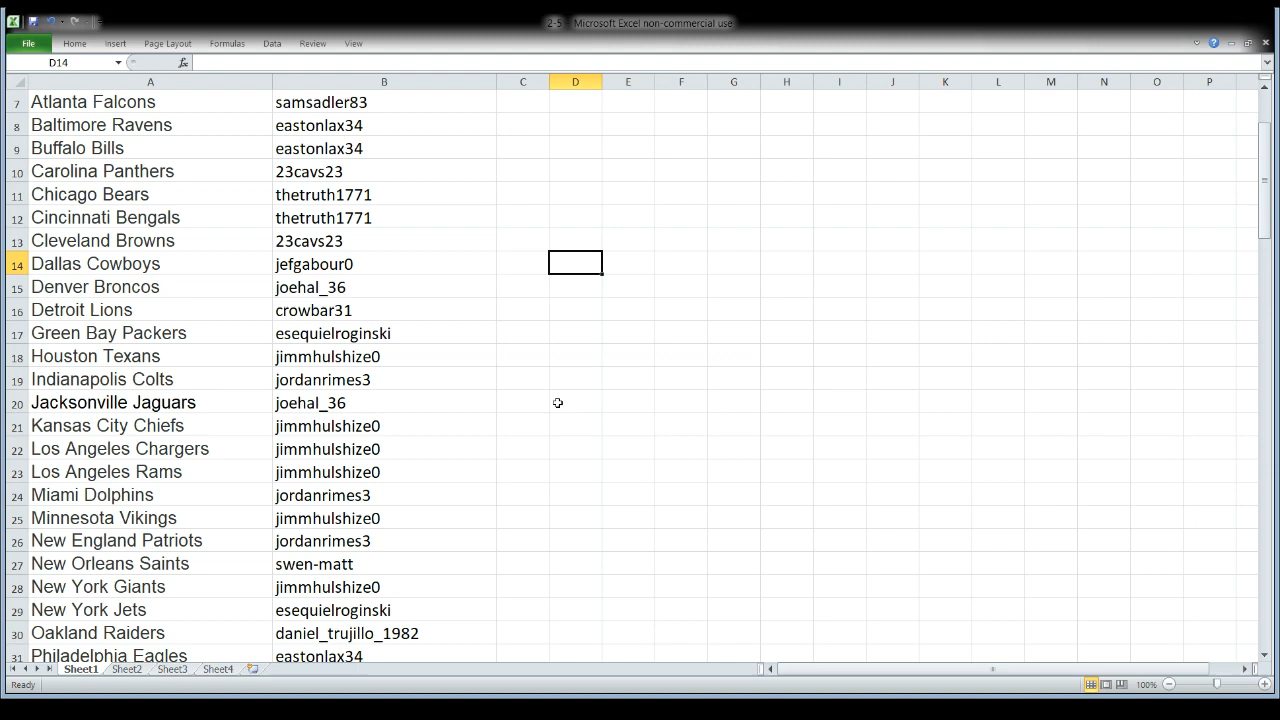 2-5 Microsoft Excel non-commercial use
File Home Insert Page Layout Formulas Data Review View
D14 fx
A B C D E F G H I J K L M N O P
7 Atlanta Falcons samsadler83
8 Baltimore Ravens eastonlax34
9 Buffalo Bills eastonlax34
10 Carolina Panthers 23cavs23
11 Chicago Bears thetruth1771
12 Cincinnati Bengals thetruth1771
13 Cleveland Browns 23cavs23
14 Dallas Cowboys jefgabour0
15 Denver Broncos joehal_36
16 Detroit Lions crowbar31
17 Green Bay Packers esequielroginski
18 Houston Texans jimmhulshize0
19 Indianapolis Colts jordanrimes3
20 Jacksonville Jaguars joehal_36
21 Kansas City Chiefs jimmhulshize0
22 Los Angeles Chargers jimmhulshize0
23 Los Angeles Rams jimmhulshize0
24 Miami Dolphins jordanrimes3
25 Minnesota Vikings jimmhulshize0
26 New England Patriots jordanrimes3
27 New Orleans Saints swen-matt
28 New York Giants jimmhulshize0
29 New York Jets esequielroginski
30 Oakland Raiders daniel_trujillo_1982
31 Philadelphia Eagles eastonlax34
Sheet1 Sheet2 Sheet3 Sheet4
Ready 100%